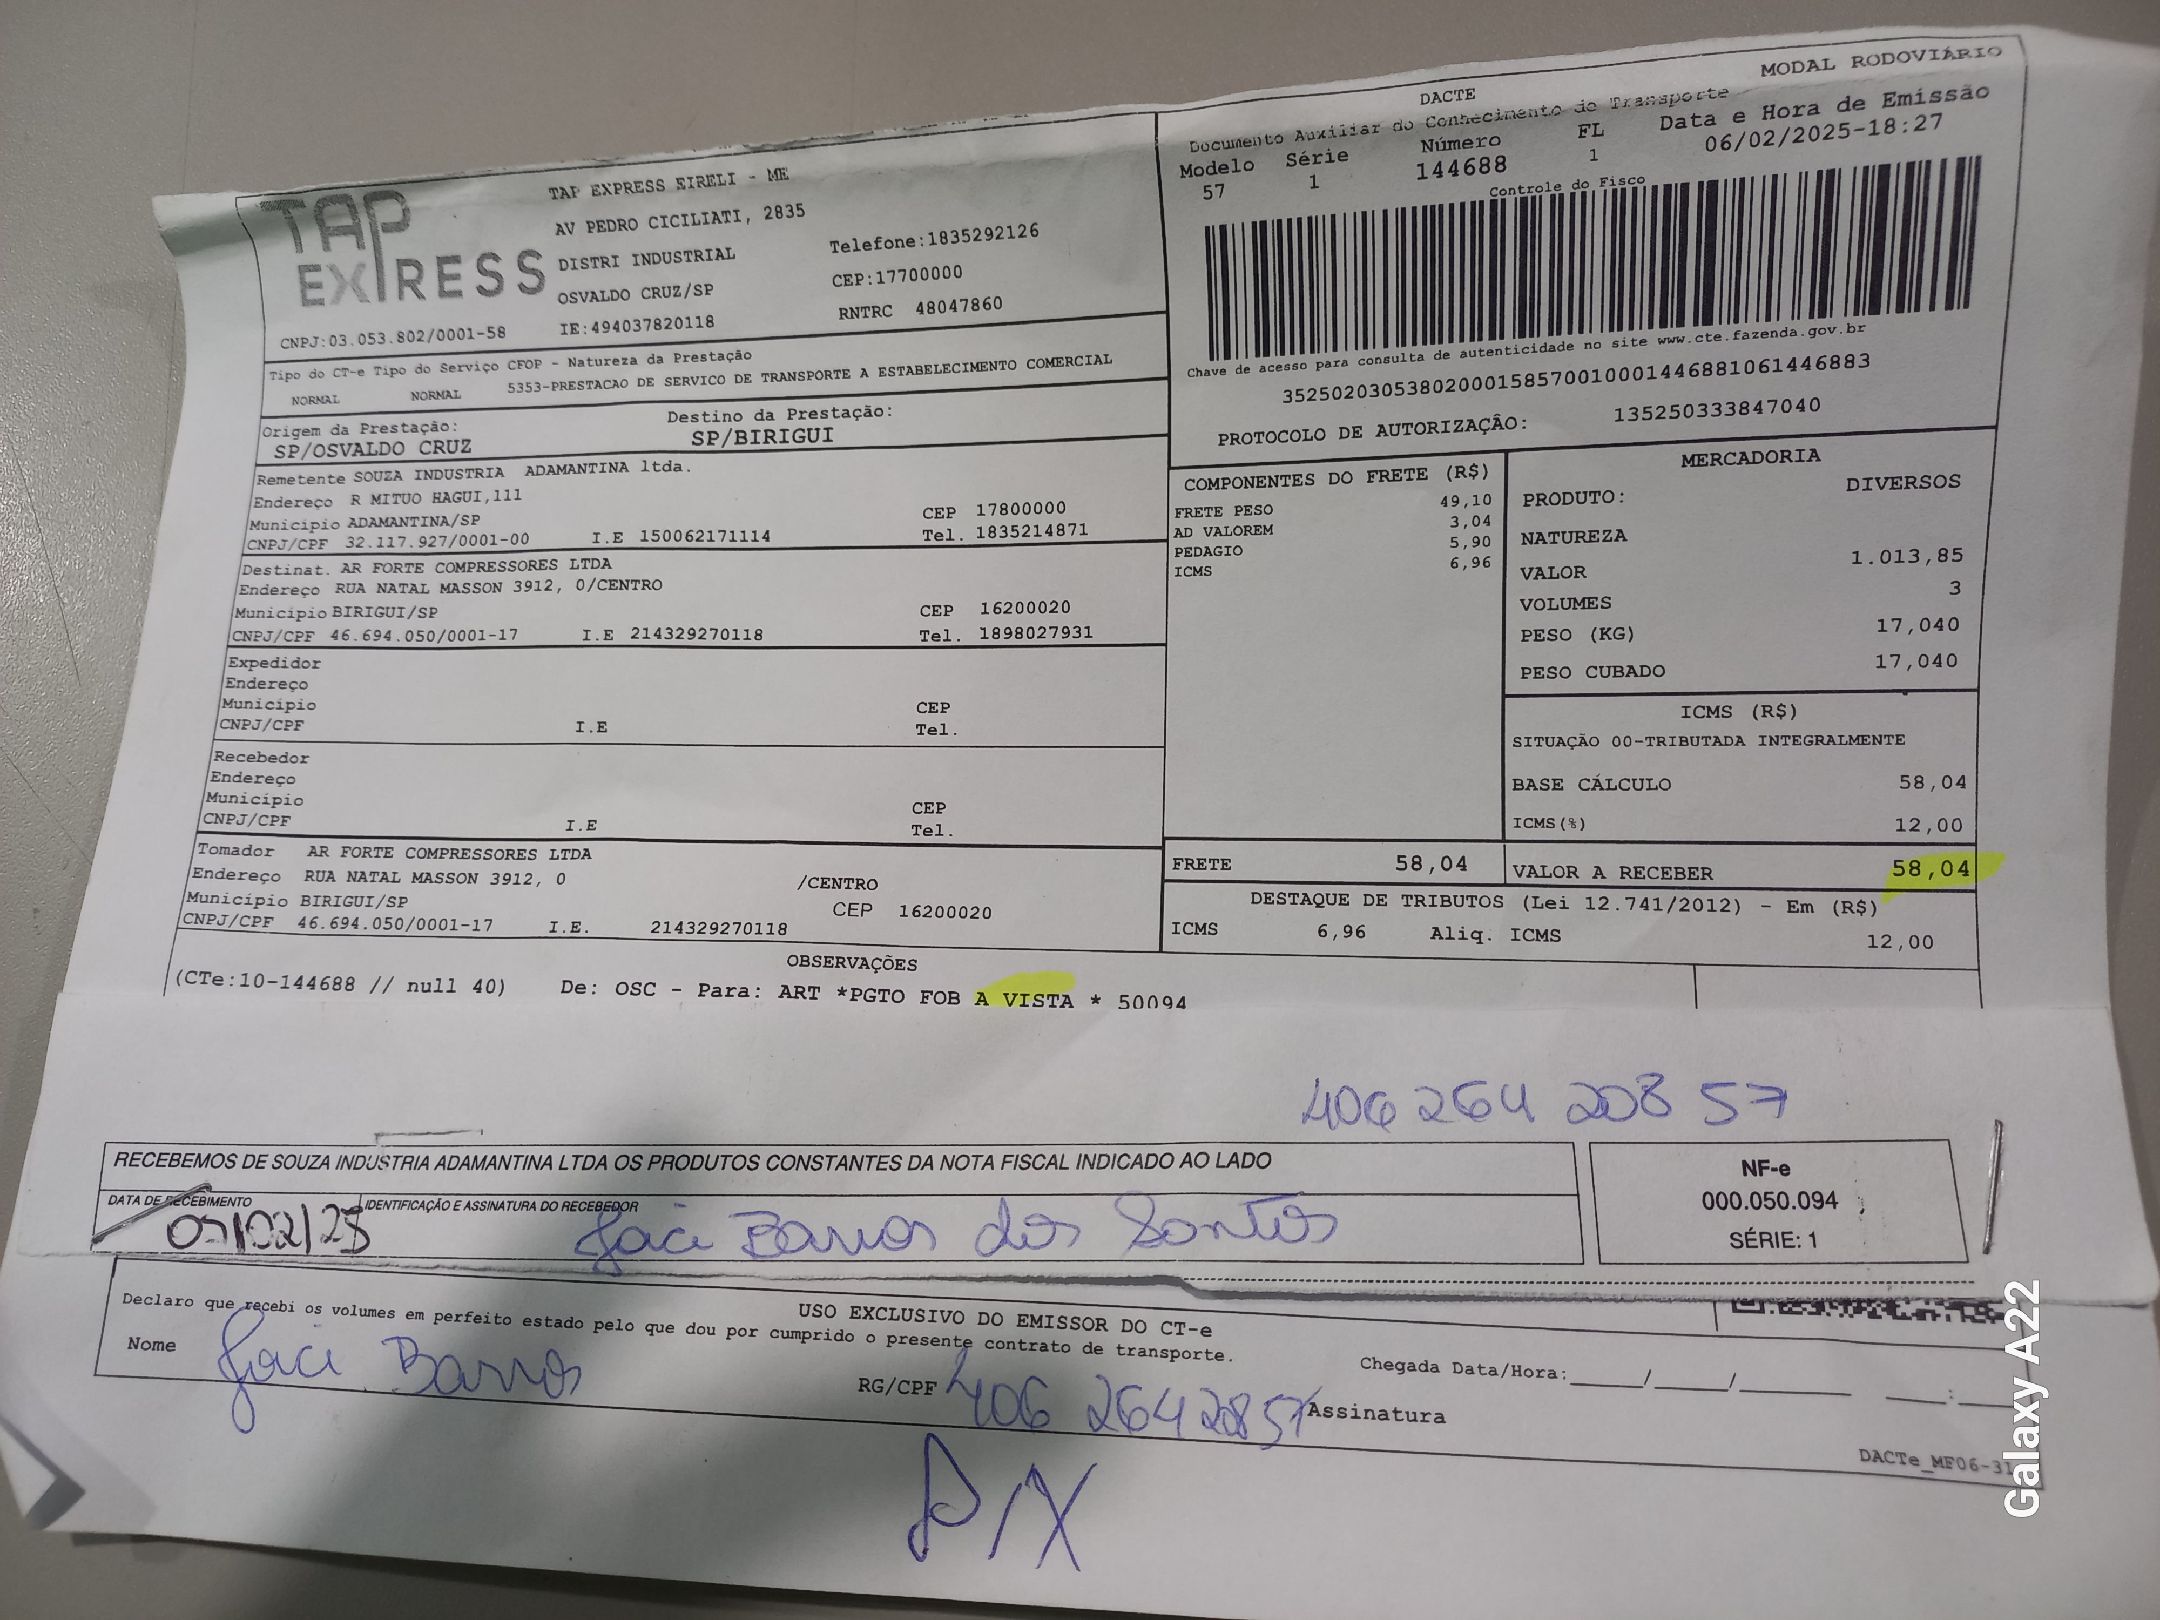 MODAL RODOVIÁRIO
DACTE
Documento Auxiliar do Conhecimento de Transporte
Modelo Série Número FL Data e Hora de Emissão
57 1 144688 1 06/02/2025-18:27
Controle do Fisco
TAP EXPRESS
TAP EXPRESS EIRELI - ME
AV PEDRO CICILIATI, 2835
DISTRI INDUSTRIAL Telefone:1835292126
OSVALDO CRUZ/SP CEP:17700000
CNPJ:03.053.802/0001-58 IE:494037820118 RNTRC 48047860
Chave de acesso para consulta de autenticidade no site www.cte.fazenda.gov.br
35250203053802000158570010001446881061446883
PROTOCOLO DE AUTORIZAÇÃO: 135250333847040
Tipo do CT-e Tipo do Serviço CFOP - Natureza da Prestação
NORMAL NORMAL 5353-PRESTACAO DE SERVICO DE TRANSPORTE A ESTABELECIMENTO COMERCIAL
Origem da Prestação: Destino da Prestação:
SP/OSVALDO CRUZ SP/BIRIGUI
Remetente SOUZA INDUSTRIA ADAMANTINA ltda.
Endereço R MITUO HAGUI,111
Município ADAMANTINA/SP CEP 17800000
CNPJ/CPF 32.117.927/0001-00 I.E 150062171114 Tel. 1835214871
Destinat. AR FORTE COMPRESSORES LTDA
Endereço RUA NATAL MASSON 3912, 0/CENTRO
Município BIRIGUI/SP CEP 16200020
CNPJ/CPF 46.694.050/0001-17 I.E 214329270118 Tel. 1898027931
Expedidor
Endereço
Município CEP
CNPJ/CPF I.E Tel.
Recebedor
Endereço
Município CEP
CNPJ/CPF I.E Tel.
Tomador AR FORTE COMPRESSORES LTDA
Endereço RUA NATAL MASSON 3912, 0 /CENTRO
Município BIRIGUI/SP CEP 16200020
CNPJ/CPF 46.694.050/0001-17 I.E. 214329270118
COMPONENTES DO FRETE (R$)
FRETE PESO 49,10
AD VALOREM 3,04
PEDAGIO 5,90
ICMS 6,96
MERCADORIA
PRODUTO: DIVERSOS
NATUREZA
VALOR 1.013,85
VOLUMES 3
PESO (KG) 17,040
PESO CUBADO 17,040
ICMS (R$)
SITUAÇÃO 00-TRIBUTADA INTEGRALMENTE
BASE CÁLCULO 58,04
ICMS(%) 12,00
FRETE 58,04 VALOR A RECEBER 58,04
DESTAQUE DE TRIBUTOS (Lei 12.741/2012) - Em (R$)
ICMS 6,96 Aliq. ICMS 12,00
OBSERVAÇÕES
(CTe:10-144688 // null 40) De: OSC - Para: ART *PGTO FOB A VISTA * 50094
406 264 208 57
RECEBEMOS DE SOUZA INDUSTRIA ADAMANTINA LTDA OS PRODUTOS CONSTANTES DA NOTA FISCAL INDICADO AO LADO
DATA DE RECEBIMENTO IDENTIFICAÇÃO E ASSINATURA DO RECEBEDOR
07/02/25 Jaci Barros dos Santos
NF-e
000.050.094
SÉRIE: 1
USO EXCLUSIVO DO EMISSOR DO CT-e
Declaro que recebi os volumes em perfeito estado pelo que dou por cumprido o presente contrato de transporte.
Nome Jaci Barros RG/CPF 406 264 208 57 Assinatura
Chegada Data/Hora:____/____/______ ___:___
PIX
DACTe_MF06-31
Galaxy A22